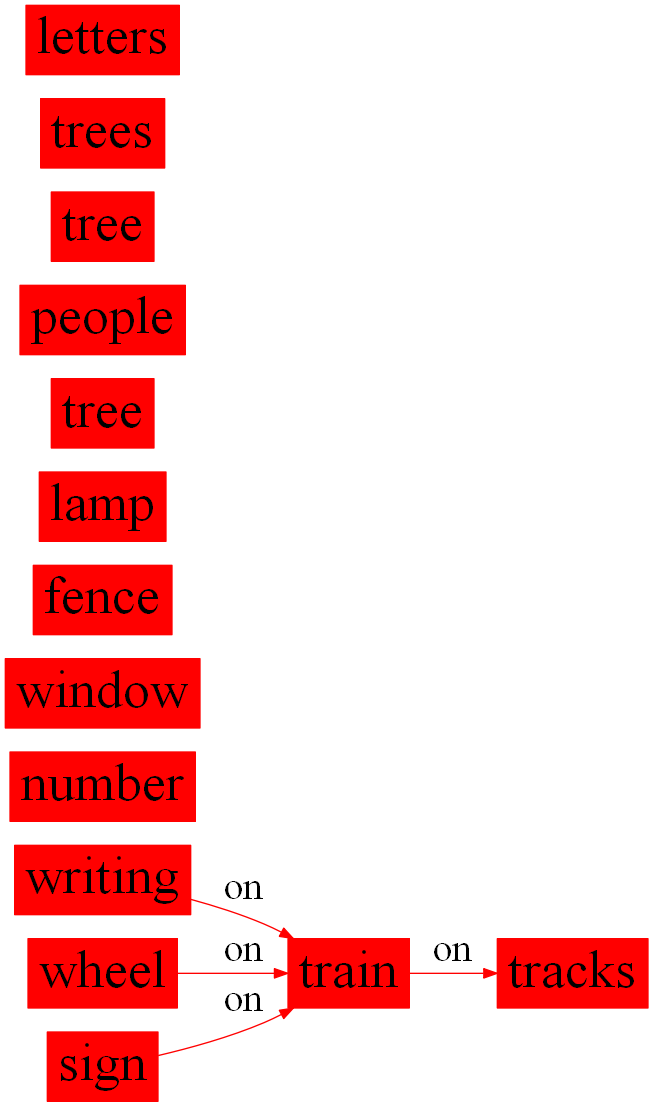 letters
trees
tree
people
tree
lamp
fence
window
number
writing
on
wheel
on
train
on
tracks
on
sign